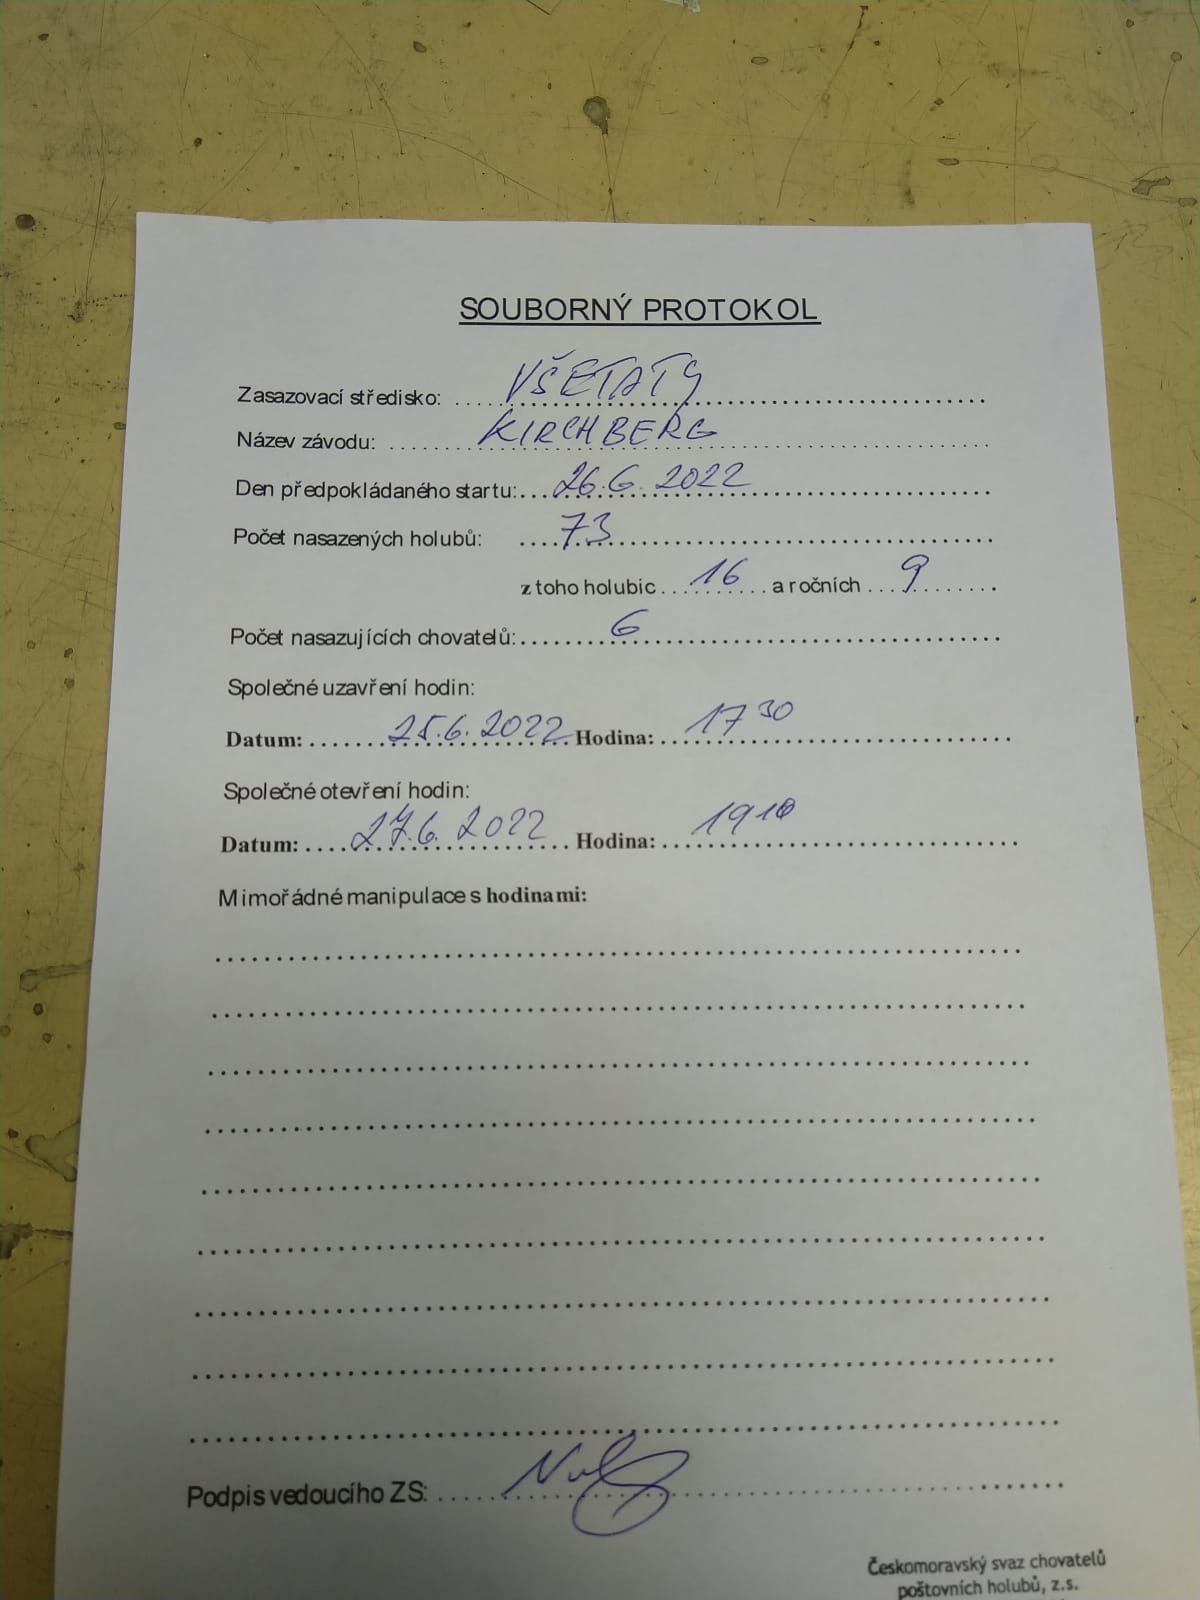 SOUBORNÝ PROTOKOL
Zasazovací středisko: VŠETATY
Název závodu: KIRCHBERG
Den předpokládaného startu: 26.6. 2022
Počet nasazených holubů: 73
z toho holubic 16 a ročních 9
Počet nasazujících chovatelů: 6
Společné uzavření hodin:
Datum: 25.6.2022 Hodina: 17 30
Společné otevření hodin:
Datum: 27.6. 2022 Hodina: 19 10
Mimořádné manipulace s hodinami:
Podpis vedoucího ZS:
Českomoravský svaz chovatelů
poštovních holubů, z.s.